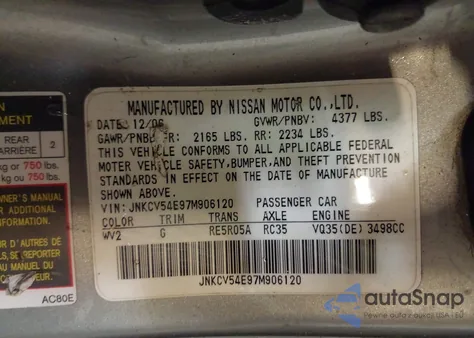 MANUFACTURED BY NISSAN MOTOR CO.,LTD.
DATE: 12/06 GVWR/PNBV: 4377 LBS.
GAWR/PNBE FR: 2165 LBS. RR: 2234 LBS.
THIS VEHICLE CONFORMS TO ALL APPLICABLE FEDERAL
MOTOR VEHICLE SAFETY, BUMPER, AND THEFT PREVENTION
STANDARDS IN EFFECT ON THE DATE OF MANUFACTURE
SHOWN ABOVE.
VIN: JNKCV54E97M906120 PASSENGER CAR
COLOR TRIM TRANS AXLE ENGINE
WV2 G RE5R05A RC35 VQ35(DE) 3498CC
JNKCV54E97M906120
EMENT
REAR 2
ARRIÈRE
kg or 750 lbs.
kg ou 750 lbs.
NER'S MANUAL
R ADDITIONAL
ORMATION.
R D'AUTRES DE
S, SE REPORTER
AU MANUEL DU
AC80E
autoSnap